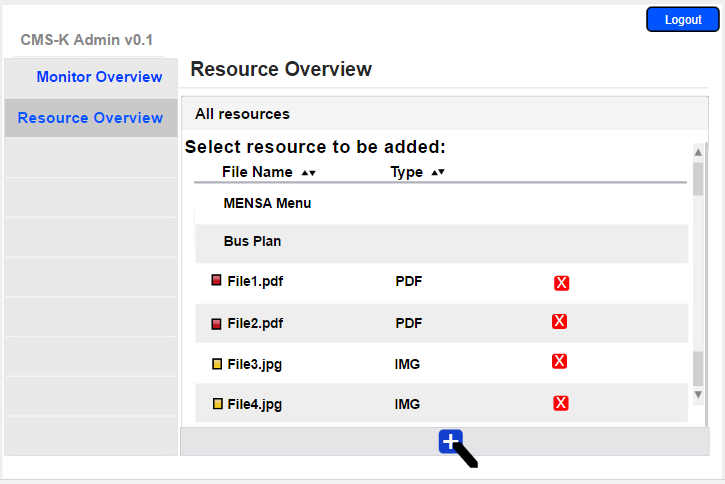 Logout
CMS-K Admin v0.1
Monitor Overview
Resource Overview
Resource Overview
All resources
Select resource to be added:
File Name ▲▼ Type ▲▼
MENSA Menu
Bus Plan
File1.pdf PDF X
File2.pdf PDF X
File3.jpg IMG X
File4.jpg IMG X
+